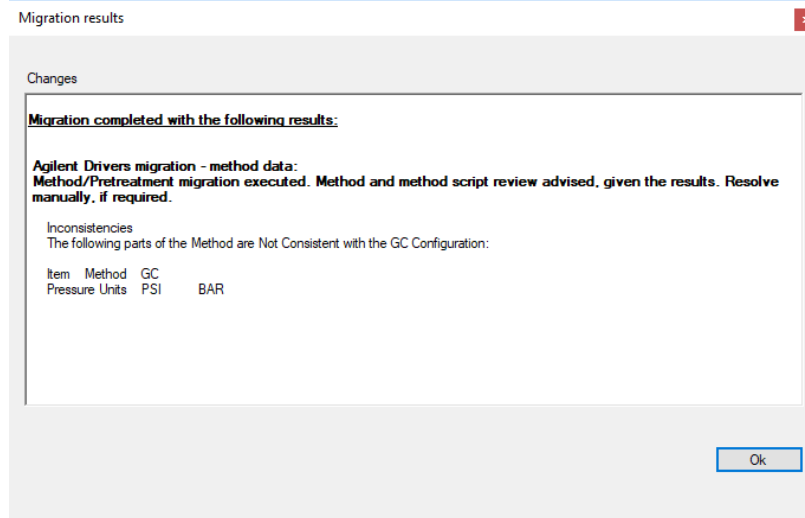 Migration results
Changes
Migration completed with the following results:
Agilent Drivers migration - method data:
Method/Pretreatment migration executed. Method and method script review advised, given the results. Resolve
manually, if required.
Inconsistencies
The following parts of the Method are Not Consistent with the GC Configuration:
Item Method GC
Pressure Units PSI BAR
Ok